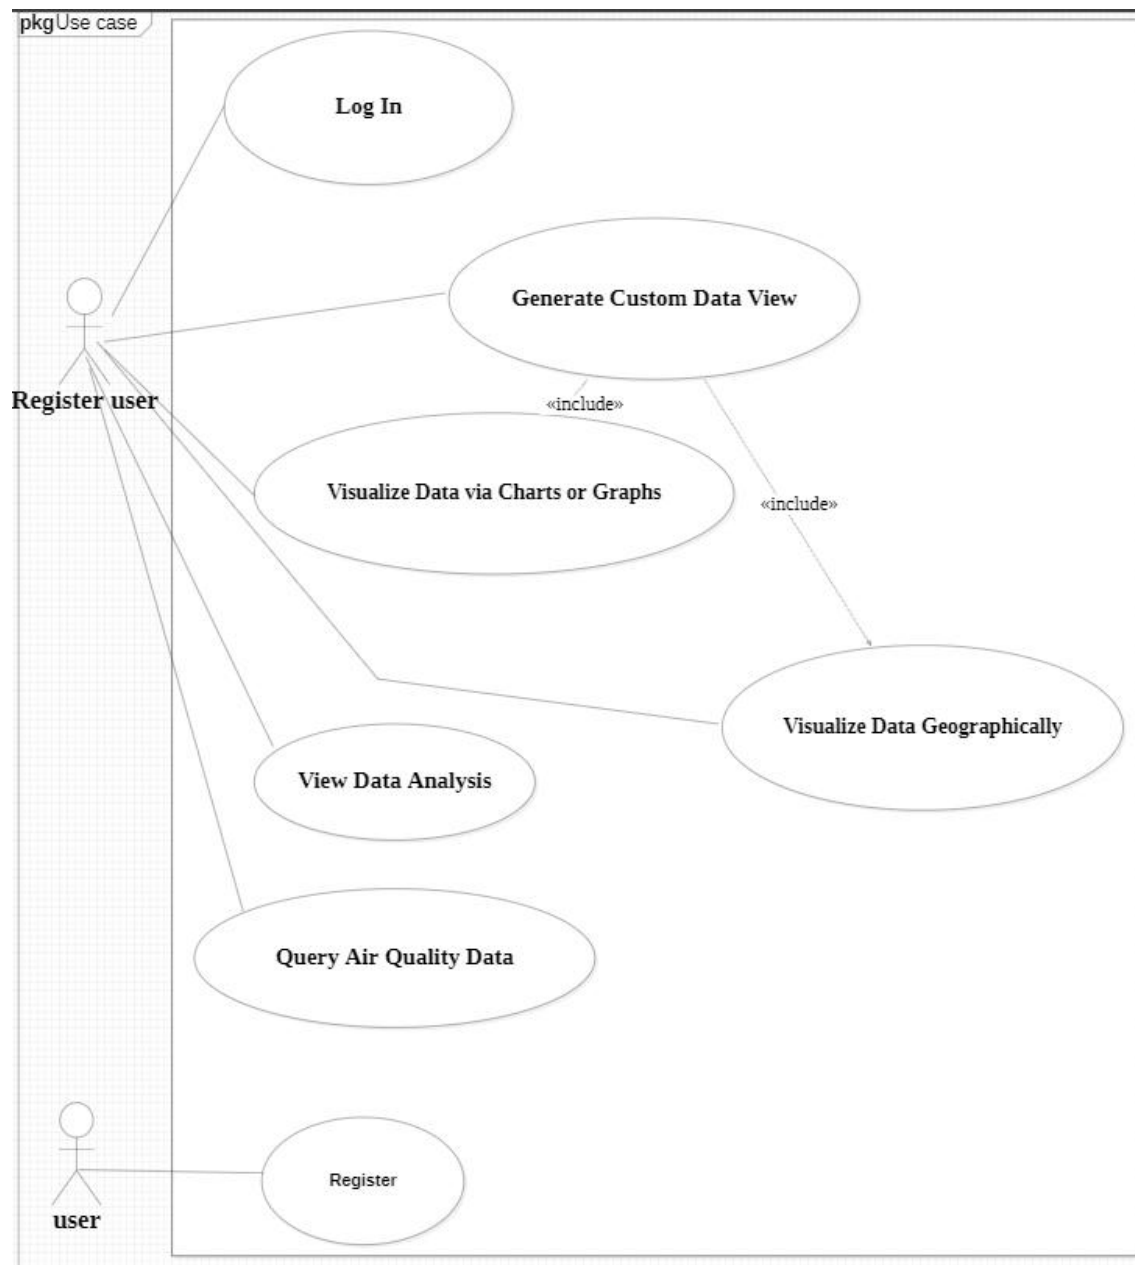 pkgUse case
Log In
Generate Custom Data View
Register user
«include»
Visualize Data via Charts or Graphs
«include»
Visualize Data Geographically
View Data Analysis
Query Air Quality Data
Register
user